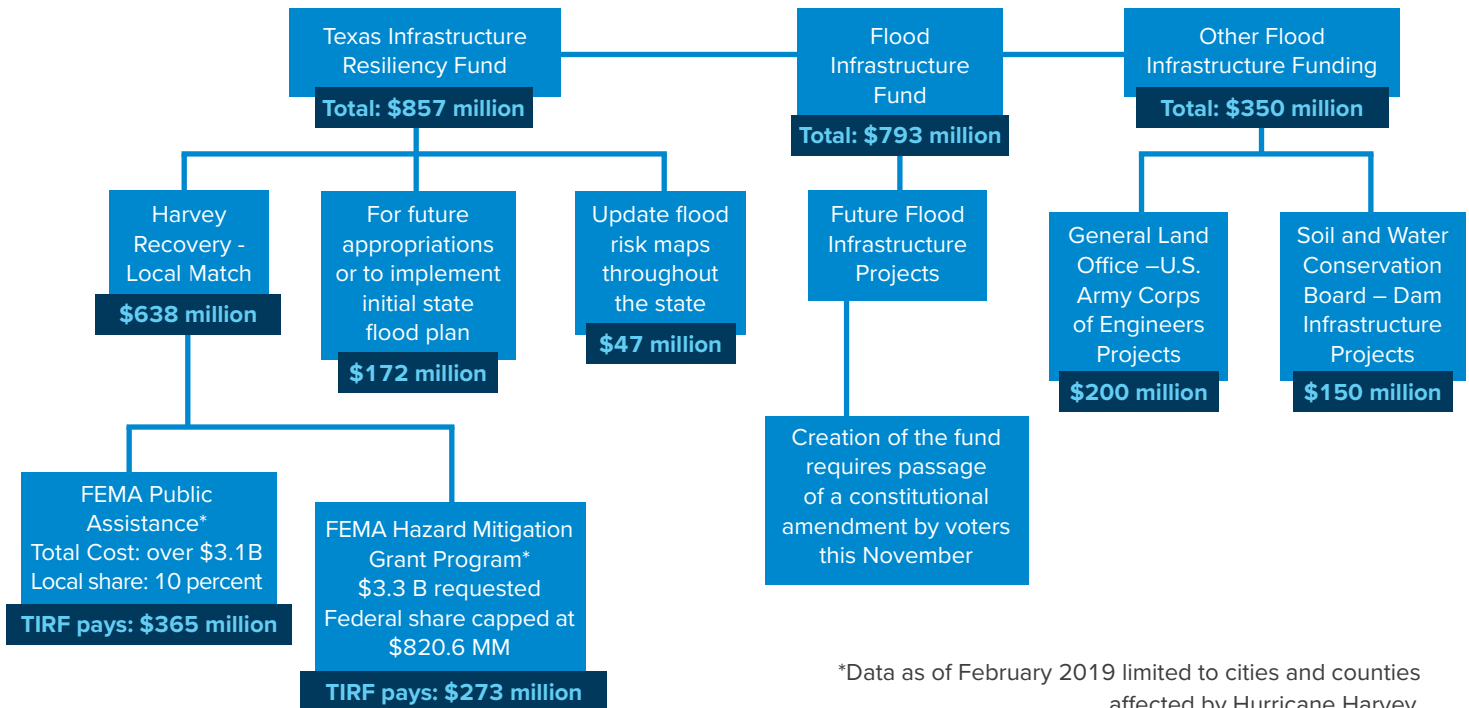 Texas Infrastructure
Resiliency Fund
Total: $857 million
Flood
Infrastructure
Fund
Total: $793 million
Other Flood
Infrastructure Funding
Total: $350 million
Harvey
Recovery -
Local Match
$638 million
For future
appropriations
or to implement
initial state
flood plan
$172 million
Update flood
risk maps
throughout
the state
$47 million
Future Flood
Infrastructure
Projects
General Land
Office –U.S.
Army Corps
of Engineers
Projects
$200 million
Soil and Water
Conservation
Board – Dam
Infrastructure
Projects
$150 million
FEMA Public
Assistance*
Total Cost: over $3.1B
Local share: 10 percent
TIRF pays: $365 million
FEMA Hazard Mitigation
Grant Program*
$3.3 B requested
Federal share capped at
$820.6 MM
TIRF pays: $273 million
Creation of the fund
requires passage
of a constitutional
amendment by voters
this November
*Data as of February 2019 limited to cities and counties
affected by Hurricane Harvey.